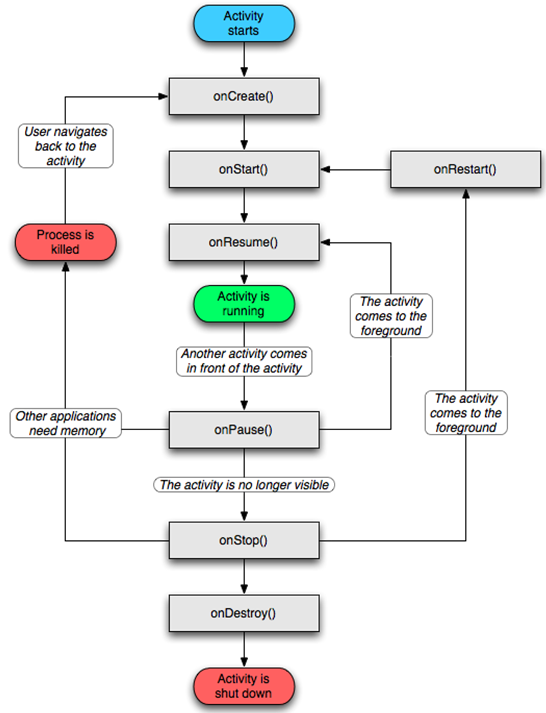 Activity
starts
onCreate()
User navigates
back to the
activity
onStart()
onRestart()
Process is
killed
onResume()
Activity is
running
The activity
comes to the
foreground
Another activity comes
in front of the activity
The activity
comes to the
foreground
Other applications
need memory
onPause()
The activity is no longer visible
onStop()
onDestroy()
Activity is
shut down